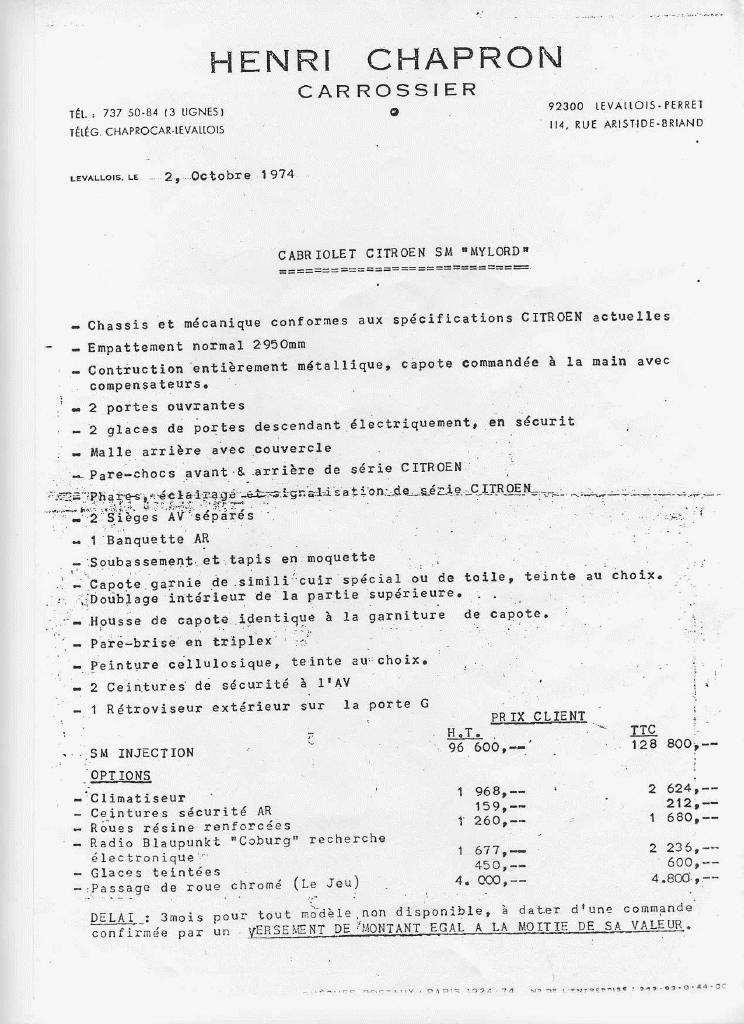 HENRI CHAPRON
CARROSSIER
TÉL. : 737 50-84 (3 LIGNES)
TÉLÉG. CHAPROCAR-LEVALLOIS
92300 LEVALLOIS-PERRET
114, RUE ARISTIDE-BRIAND
LEVALLOIS, LE 2, Octobre 1974
CABRIOLET CITROEN SM "MYLORD"
- Chassis et mécanique conformes aux spécifications CITROEN actuelles
- Empattement normal 2950mm
- Contruction entièrement métallique, capote commandée à la main avec
compensateurs.
- 2 portes ouvrantes
- 2 glaces de portes descendant électriquement, en sécurit
- Malle arrière avec couvercle
- Pare-chocs avant & arrière de série CITROEN
- Phares, éclairage et signalisation de série CITROEN
- 2 Sièges AV séparés
- 1 Banquette AR
- Soubassement et tapis en moquette
- Capote garnie de simili cuir spécial ou de toile, teinte au choix.
Doublage intérieur de la partie supérieure.
- Housse de capote identique à la garniture de capote.
- Pare-brise en triplex
- Peinture cellulosique, teinte au choix.
- 2 Ceintures de sécurité à l'AV
- 1 Rétroviseur extérieur sur la porte G
PRIX CLIENT
H.T. TTC
SM INJECTION 96 600,-- 128 800,--
OPTIONS
- Climatiseur 1 968,-- 2 624,--
- Ceintures sécurité AR 159,-- 212,--
- Roues résine renforcées 1 260,-- 1 680,--
- Radio Blaupunkt "Coburg" recherche
électronique 1 677,-- 2 236,--
- Glaces teintées 450,-- 600,--
- Passage de roue chromé (Le Jeu) 4. 000,-- 4.800,--
DELAI : 3mois pour tout modèle non disponible, à dater d'une commande
confirmée par un VERSEMENT DE MONTANT EGAL A LA MOITIE DE SA VALEUR.